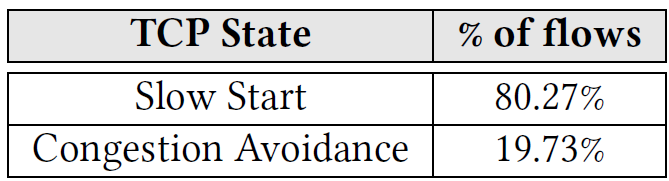 TCP State % of flows
Slow Start 80.27%
Congestion Avoidance 19.73%